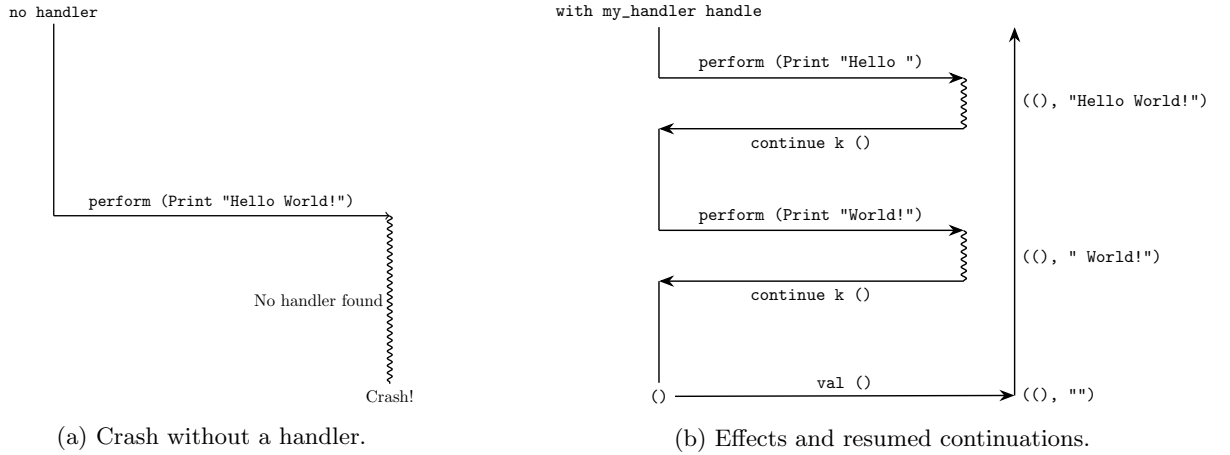 no handler
perform (Print "Hello World!")
No handler found
Crash!
(a) Crash without a handler.
with my_handler handle
perform (Print "Hello ")
((), "Hello World!")
continue k ()
perform (Print "World!")
((), " World!")
continue k ()
val ()
() ((), "")
(b) Effects and resumed continuations.